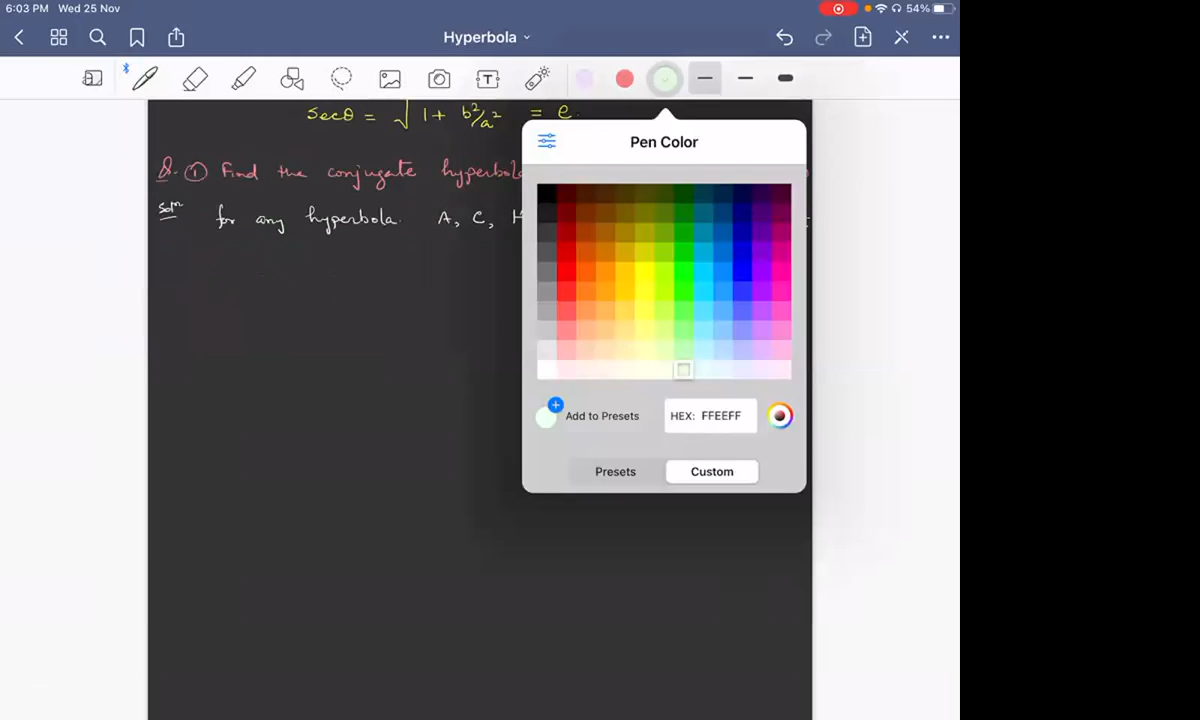 6:03 PM Wed 25 Nov
54%
Hyperbola
secθ = √ 1 + b²/a² = e.
Q. ① Find the conjugate hyperbola
Solⁿ for any hyperbola. A, C, H
Pen Color
Add to Presets
HEX: FFEEFF
Presets
Custom